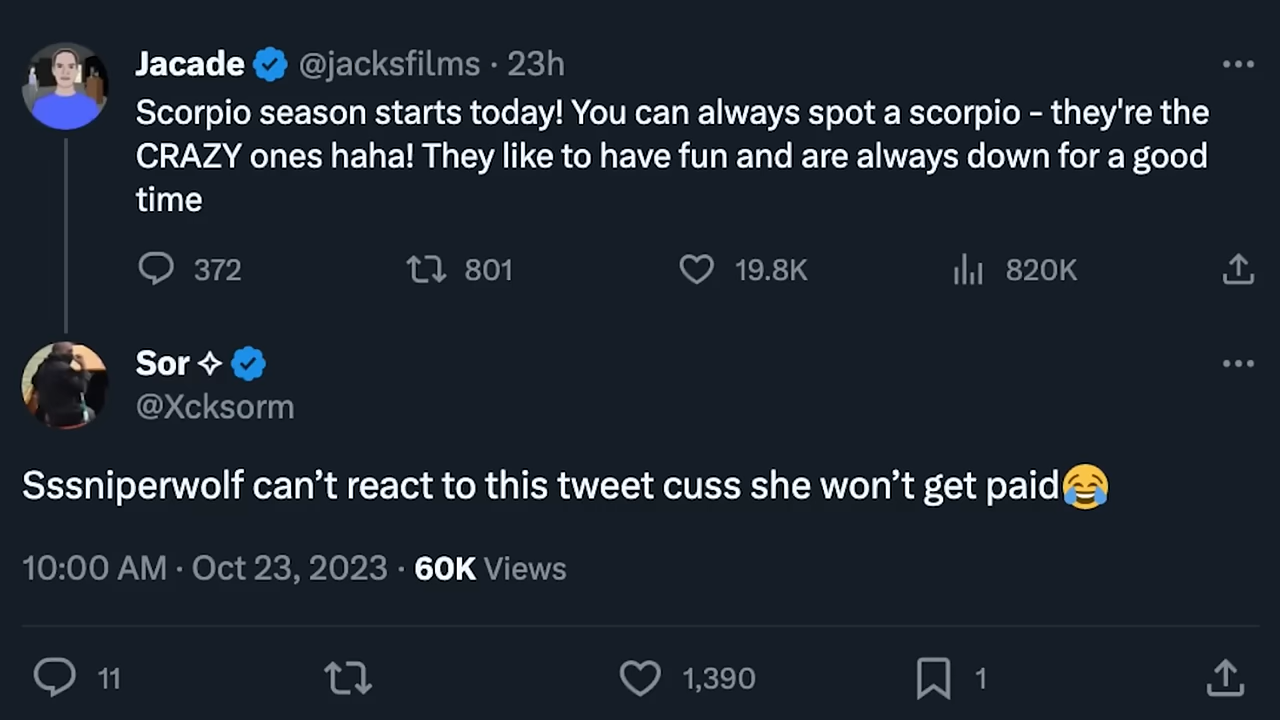 Jacade @jacksfilms · 23h
Scorpio season starts today! You can always spot a scorpio - they're the
CRAZY ones haha! They like to have fun and are always down for a good
time
372 801 19.8K 820K
Sor ✧
@Xcksorm
Sssniperwolf can’t react to this tweet cuss she won’t get paid😂
10:00 AM · Oct 23, 2023 · 60K Views
11 1,390 1